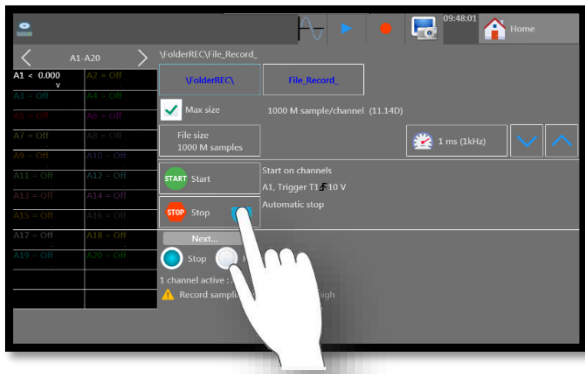 09:48:01
Home
A1-A20
\FolderREC\File_Record_
A1 < 0.000
V
A2 = Off
A3 = Off
A4 = Off
A5 = Off
A6 = Off
A7 = Off
A8 = Off
A9 = Off
A10 = Off
A11 = Off
A12 = Off
A13 = Off
A14 = Off
A15 = Off
A16 = Off
A17 = Off
A18 = Off
A19 = Off
A20 = Off
\FolderREC\
File_Record_
Max size
1000 M sample/channel (11.14D)
File size
1000 M samples
1 ms (1kHz)
START Start
Start on channels
A1, Trigger T1 10 V
STOP Stop
Automatic stop
Next...
Stop
1 channel active :
Record sampli
high